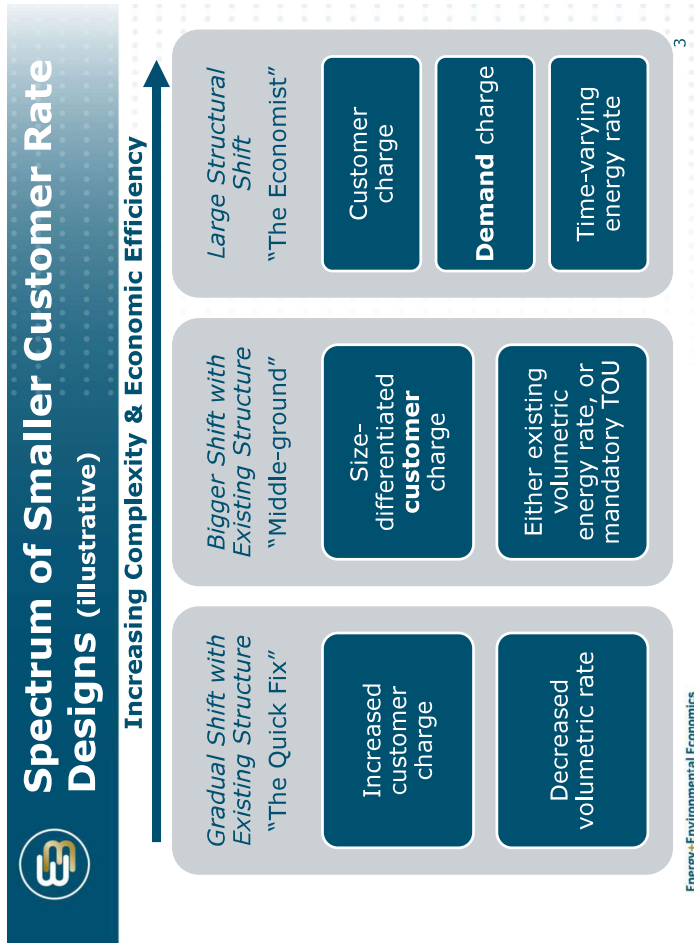 Spectrum of Smaller Customer Rate
Designs (illustrative)
Increasing Complexity & Economic Efficiency
Gradual Shift with
Existing Structure
“The Quick Fix”
Increased
customer
charge
Decreased
volumetric rate
Bigger Shift with
Existing Structure
“Middle-ground”
Size-
differentiated
customer
charge
Either existing
volumetric
energy rate, or
mandatory TOU
Large Structural
Shift
“The Economist”
Customer
charge
Demand charge
Time-varying
energy rate
Energy+Environmental Economics
3